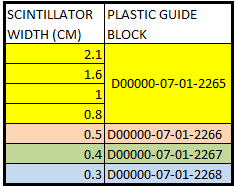 SCINTILLATOR WIDTH (CM) PLASTIC GUIDE BLOCK
2.1
1.6
D00000-07-01-2265
1
0.8
0.5 D00000-07-01-2266
0.4 D00000-07-01-2267
0.3 D00000-07-01-2268